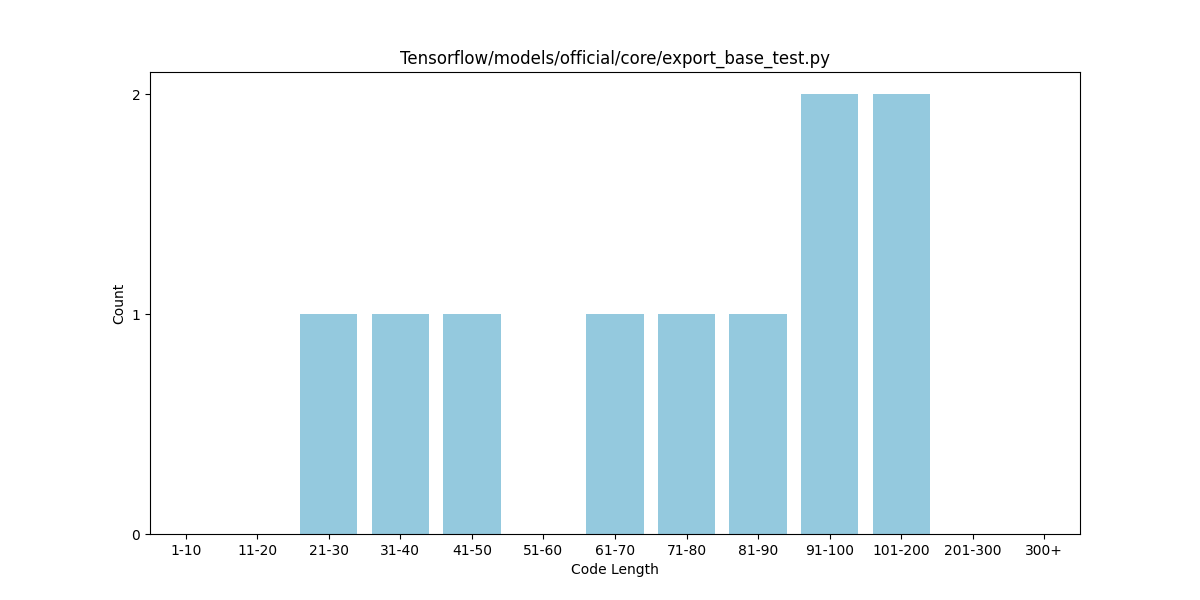 Tensorflow/models/official/core/export_base_test.py
2
1
0
Count
1-10 11-20 21-30 31-40 41-50 51-60 61-70 71-80 81-90 91-100 101-200 201-300 300+
Code Length